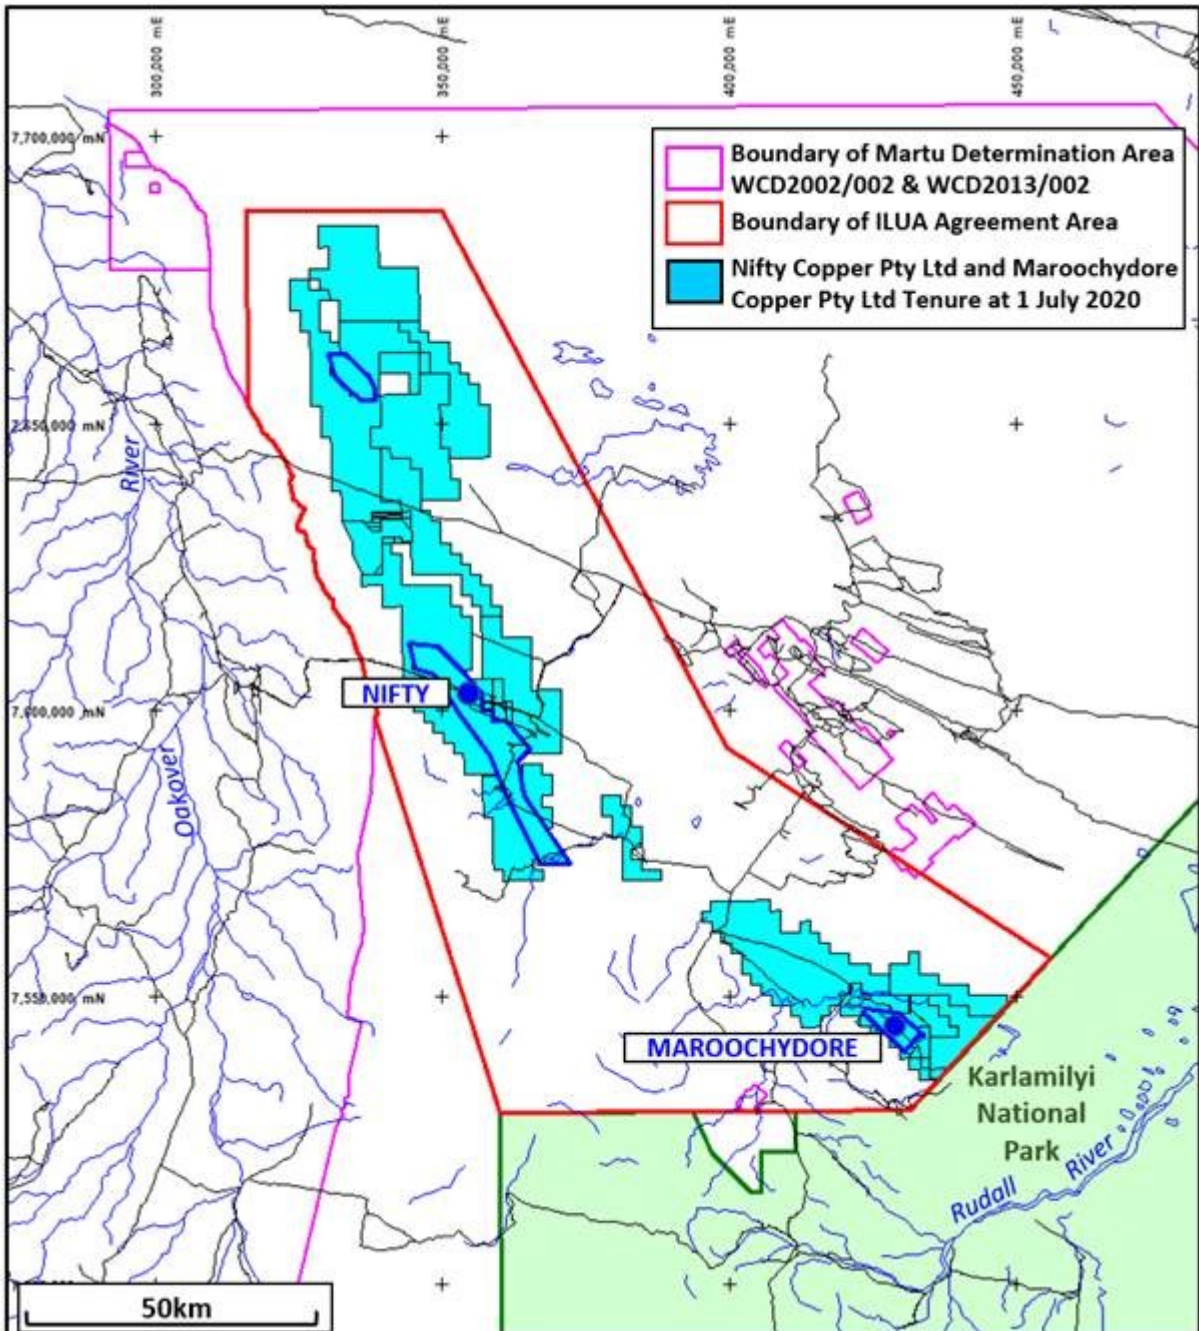 300,000 mE
350,000 mE
400,000 mE
450,000 mE
7,700,000 mN
Boundary of Martu Determination Area
WCD2002/002 & WCD2013/002
Boundary of ILUA Agreement Area
Nifty Copper Pty Ltd and Maroochydore
Copper Pty Ltd Tenure at 1 July 2020
7,650,000 mN
River
NIFTY
7,600,000 mN
Oakover
7,550,000 mN
MAROOCHYDORE
Karlamilyi
National
Park
Rudall River
50km